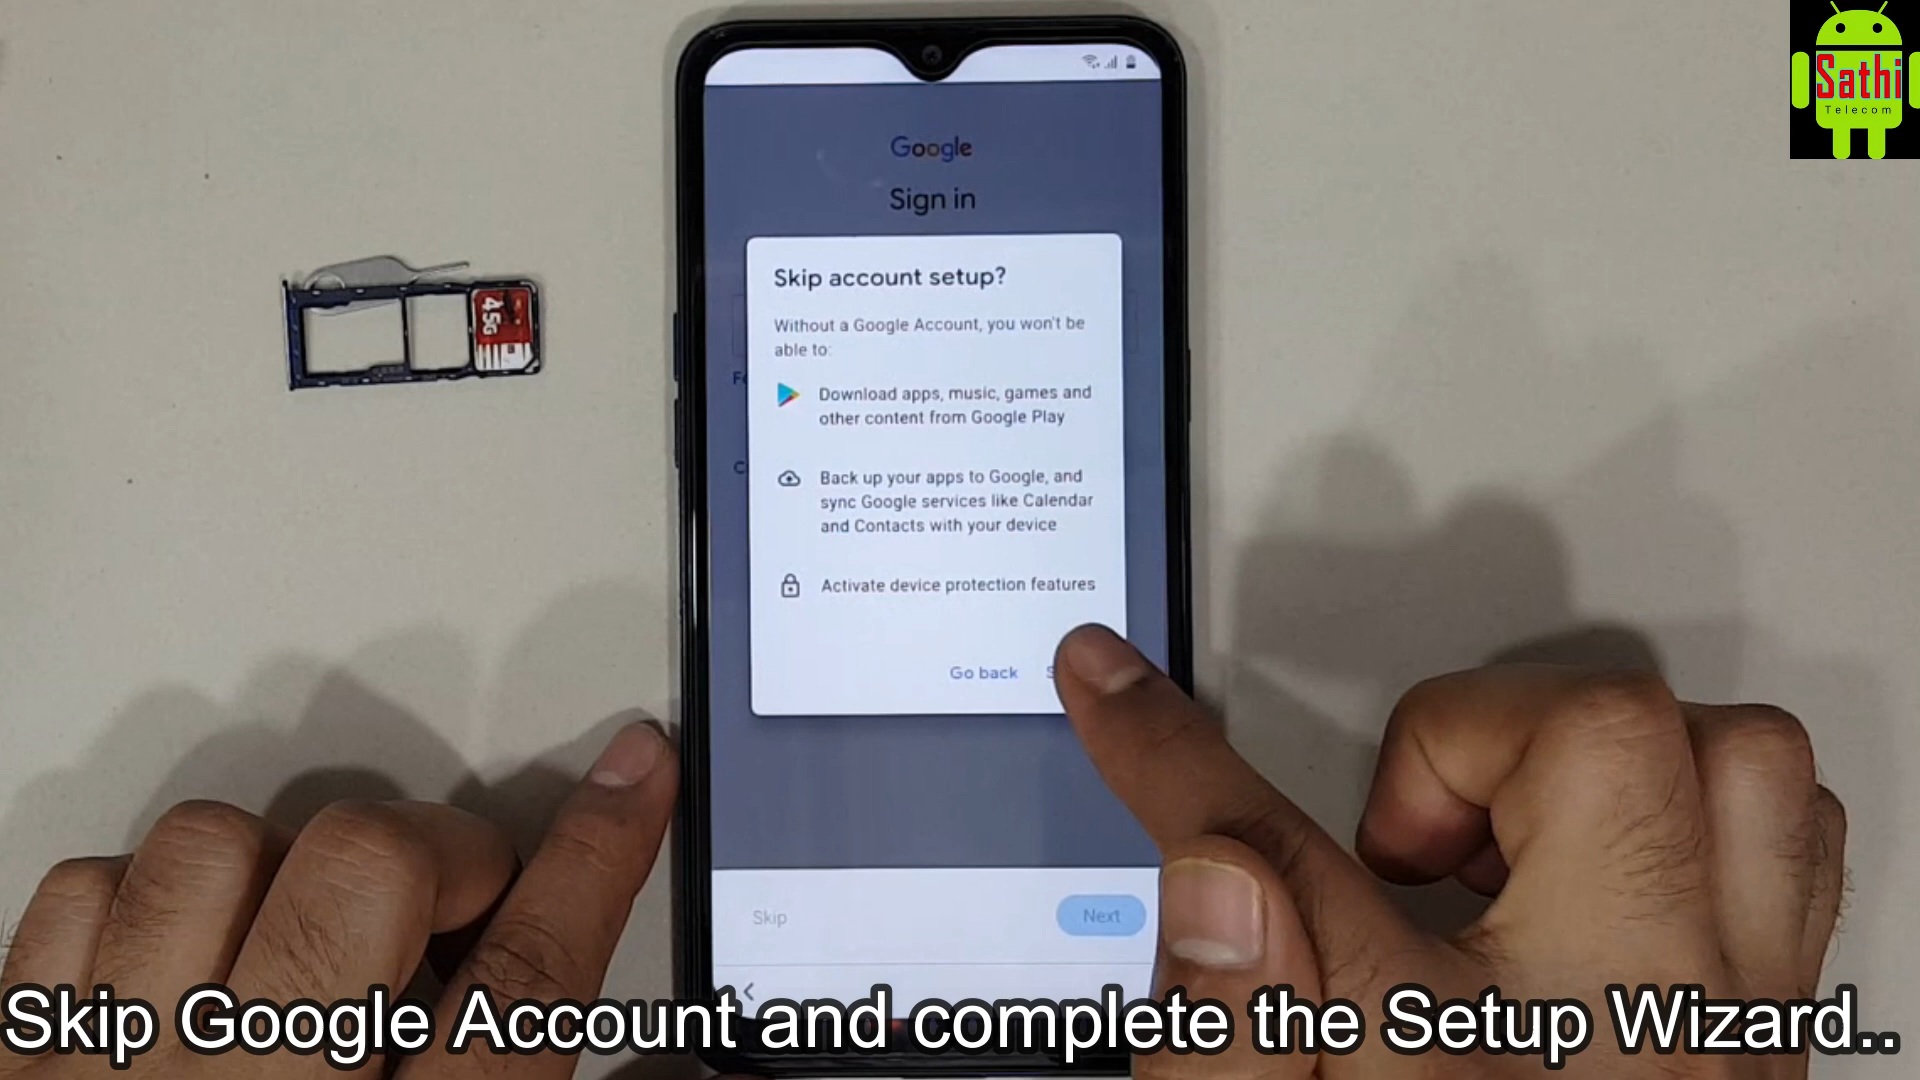 Sathi
Telecom
Google
Sign in
Skip account setup?
Without a Google Account, you won't be
able to:
Download apps, music, games and
other content from Google Play
Back up your apps to Google, and
sync Google services like Calendar
and Contacts with your device
Activate device protection features
Go back
Skip
Next
4.5G
Skip Google Account and complete the Setup Wizard..